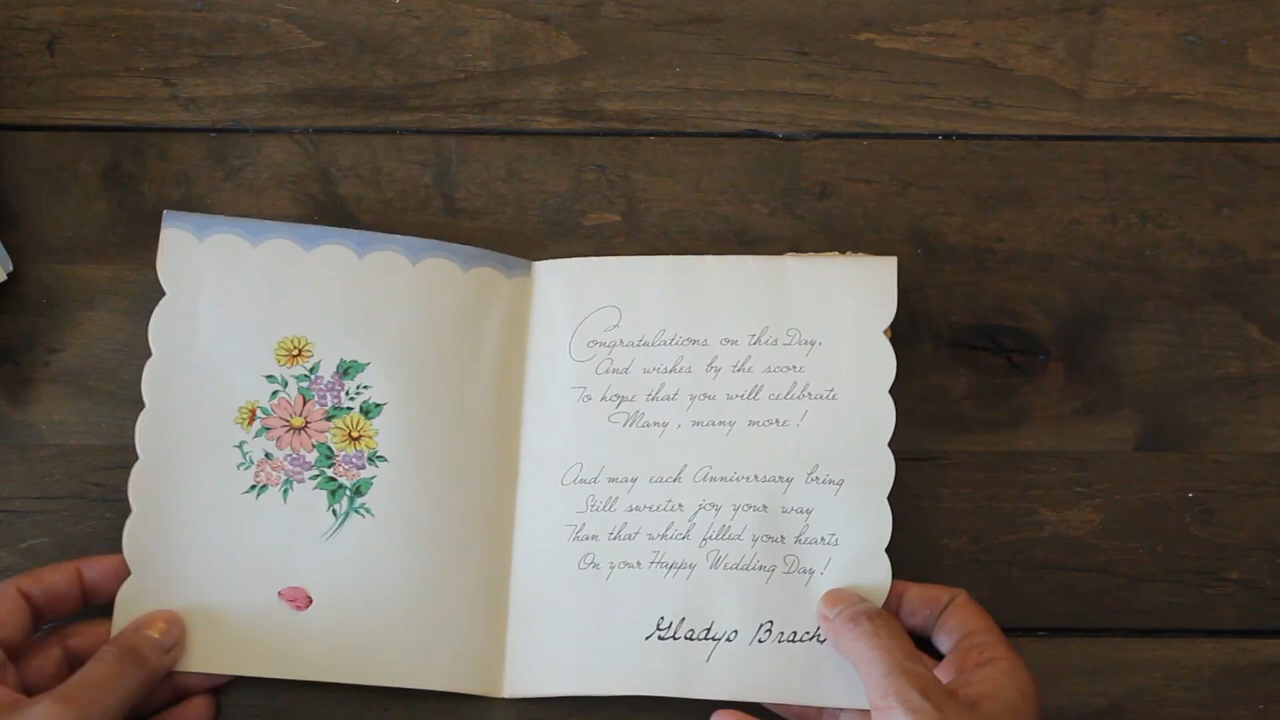 Congratulations on this Day.
And wishes by the score
To hope that you will celebrate
Many, many more!
And may each Anniversary bring
Still sweeter joy your way
Than that which filled your hearts
On your Happy Wedding Day!
Gladys